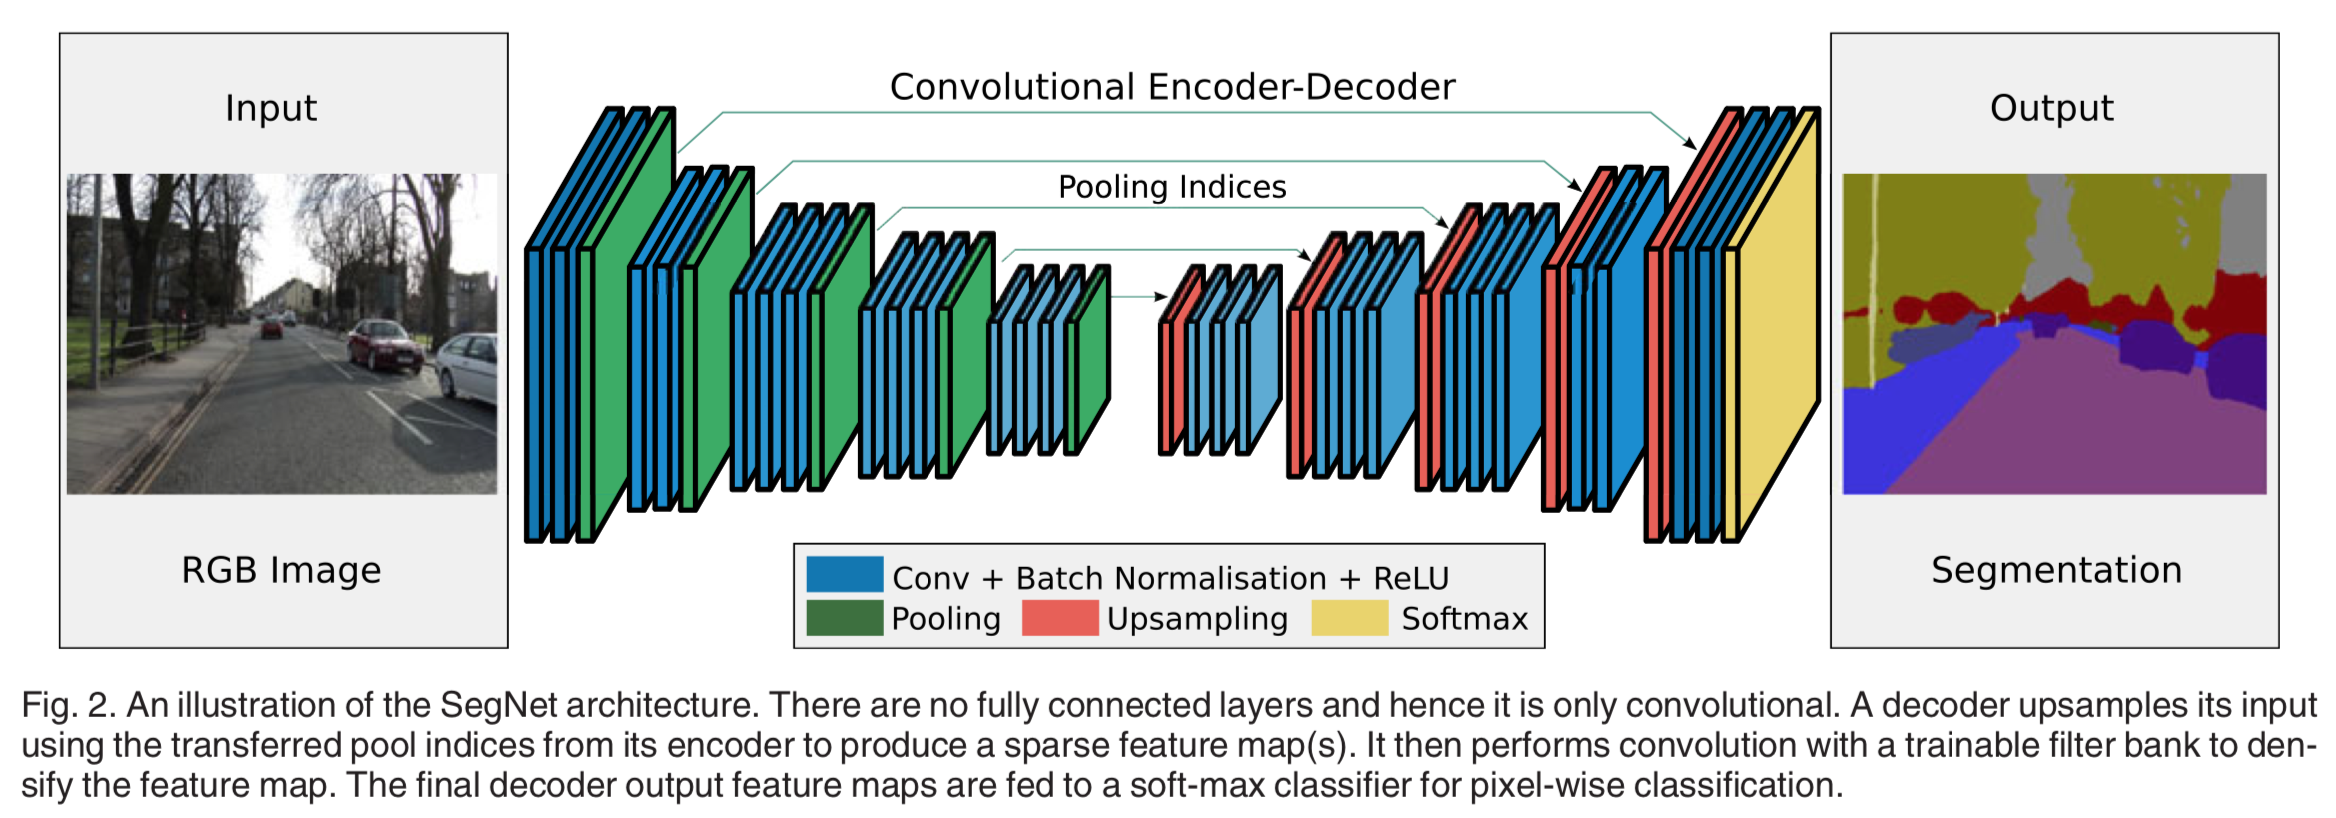 Input
RGB Image
Convolutional Encoder-Decoder
Pooling Indices
Conv + Batch Normalisation + ReLU
Pooling Upsampling Softmax
Output
Segmentation
Fig. 2. An illustration of the SegNet architecture. There are no fully connected layers and hence it is only convolutional. A decoder upsamples its input
using the transferred pool indices from its encoder to produce a sparse feature map(s). It then performs convolution with a trainable filter bank to den-
sify the feature map. The final decoder output feature maps are fed to a soft-max classifier for pixel-wise classification.